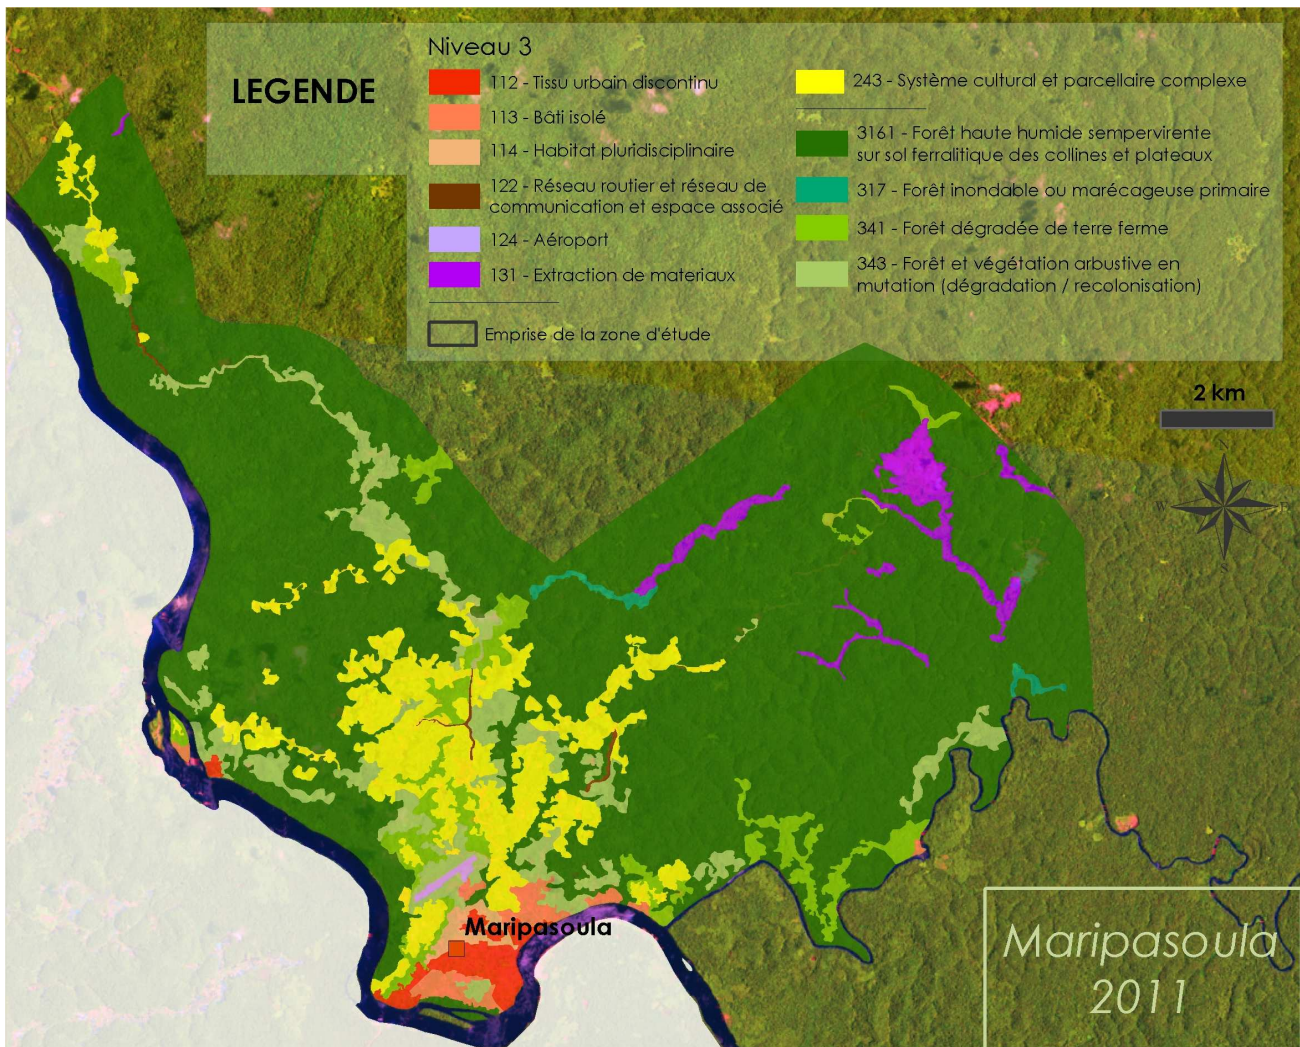 LEGENDE
Niveau 3
112 - Tissu urbain discontinu
113 - Bâti isolé
114 - Habitat pluridisciplinaire
122 - Réseau routier et réseau de
communication et espace associé
124 - Aéroport
131 - Extraction de materiaux
Emprise de la zone d'étude
243 - Système cultural et parcellaire complexe
3161 - Forêt haute humide sempervirente
sur sol ferralitique des collines et plateaux
317 - Forêt inondable ou marécageuse primaire
341 - Forêt dégradée de terre ferme
343 - Forêt et végétation arbustive en
mutation (dégradation / recolonisation)
2 km
N
W
E
S
Maripasoula
Maripasoula
2011